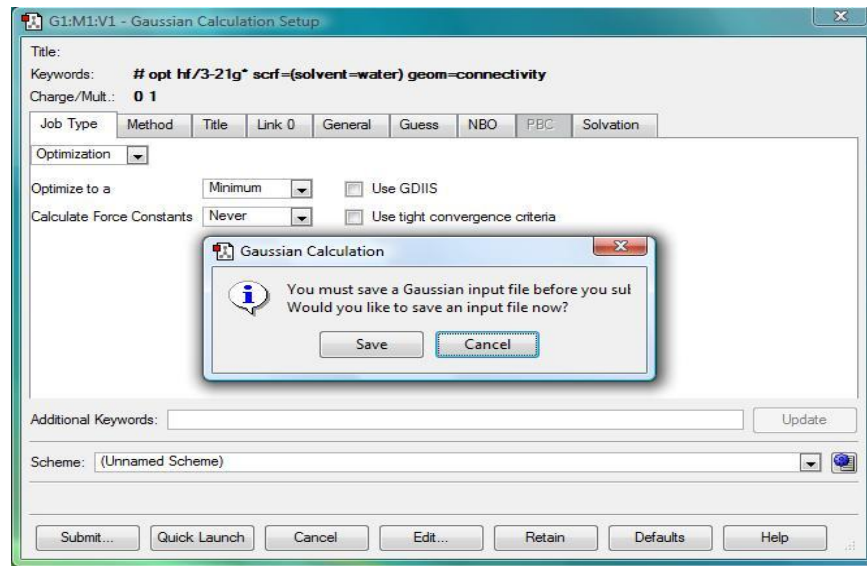 G1:M1:V1 - Gaussian Calculation Setup
Title:
Keywords: # opt hf/3-21g* scrf=(solvent=water) geom=connectivity
Charge/Mult.: 0 1
Job Type Method Title Link 0 General Guess NBO PBC Solvation
Optimization
Optimize to a Minimum Use GDIIS
Calculate Force Constants Never Use tight convergence criteria
Gaussian Calculation
You must save a Gaussian input file before you sul
Would you like to save an input file now?
Save Cancel
Additional Keywords: Update
Scheme: (Unnamed Scheme)
Submit... Quick Launch Cancel Edit... Retain Defaults Help